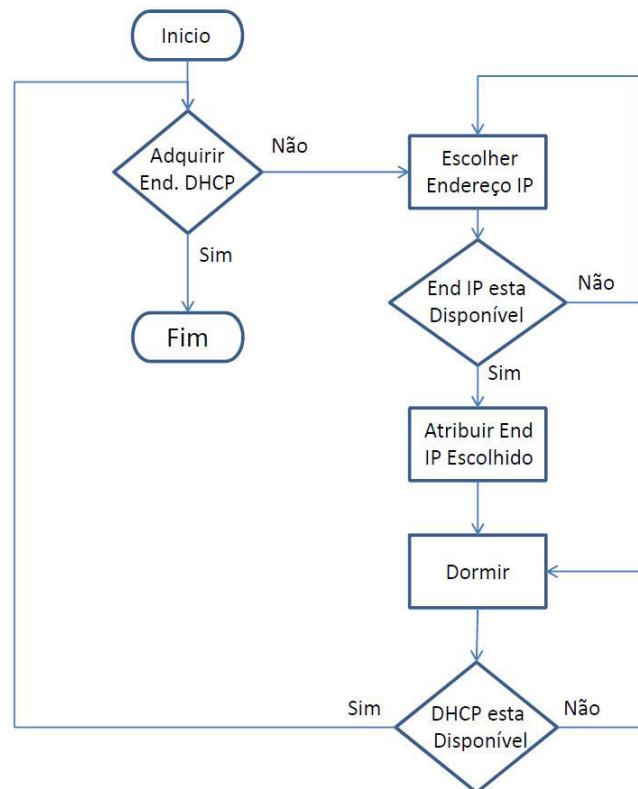 Inicio
Adquirir
End. DHCP
Não
Sim
Fim
Escolher
Endereço IP
End IP esta
Disponível
Não
Sim
Atribuir End
IP Escolhido
Dormir
DHCP esta
Disponível
Sim
Não